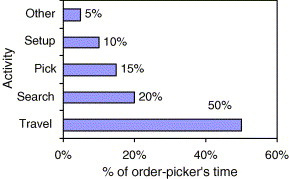 Other 5%
Setup 10%
Pick 15%
Search 20%
Travel 50%
Activity
0% 20% 40% 60%
% of order-picker's time